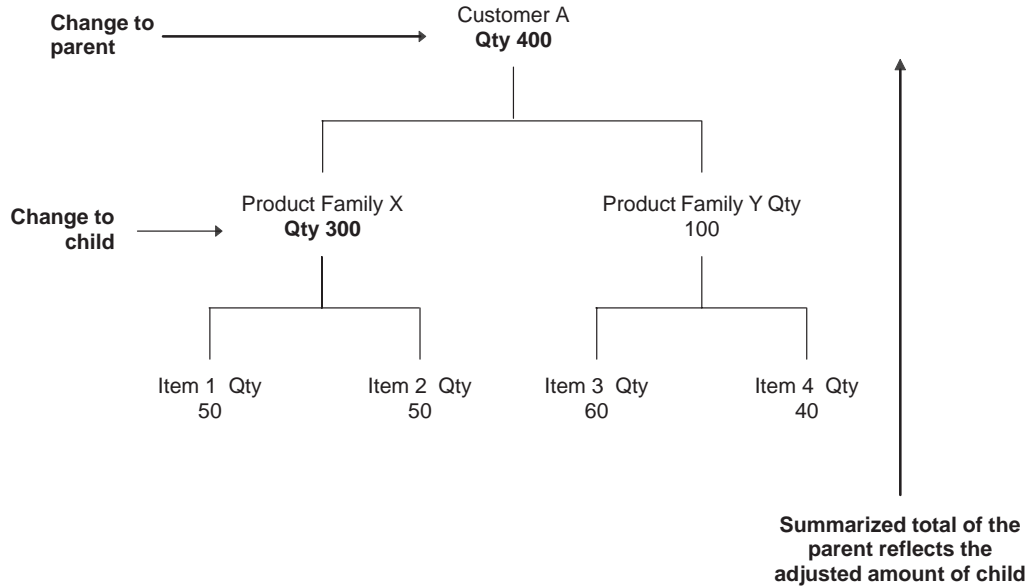 Change to
parent
Customer A
Qty 400
Change to
child
Product Family X
Qty 300
Product Family Y Qty
100
Item 1 Qty
50
Item 2 Qty
50
Item 3 Qty
60
Item 4 Qty
40
Summarized total of the
parent reflects the
adjusted amount of child